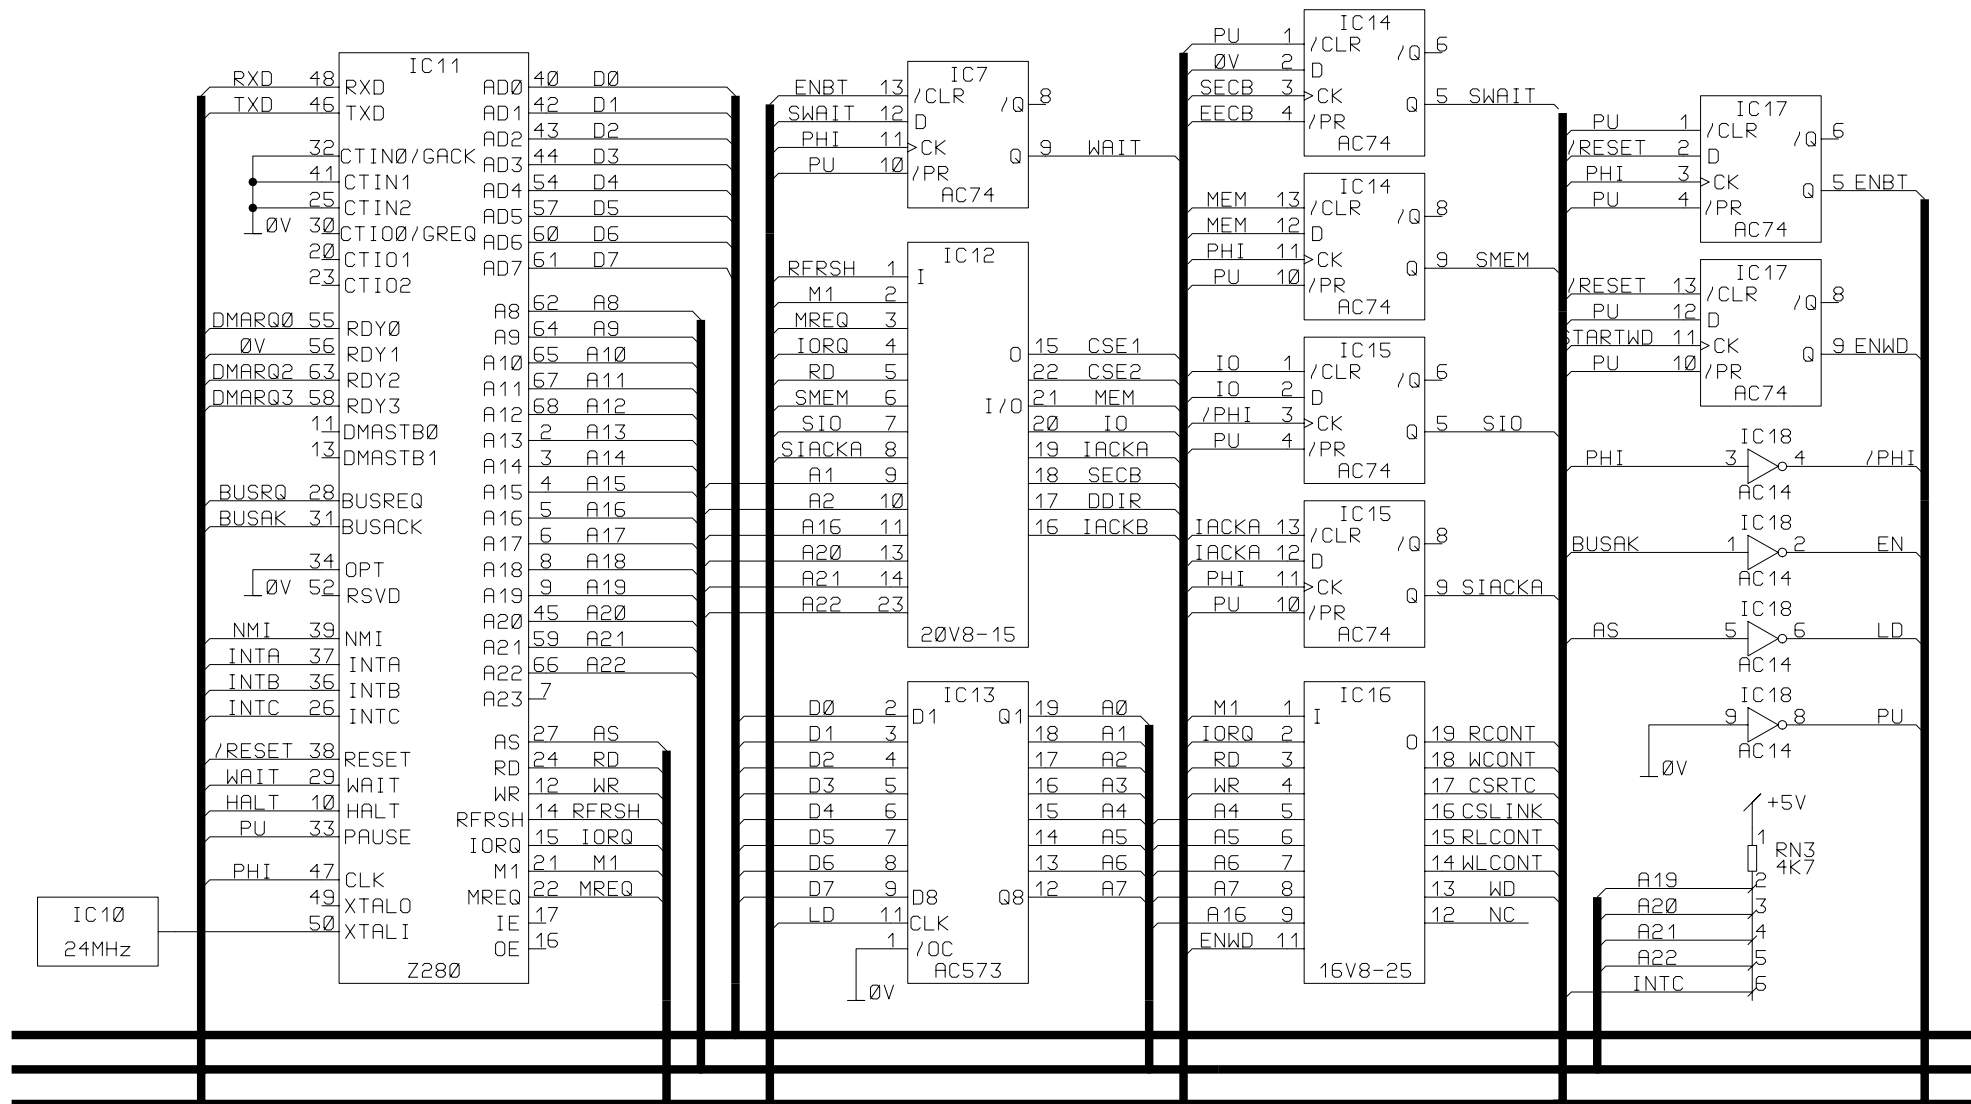 IC11
RXD 48 RXD AD0 40 D0
TXD 46 TXD AD1 42 D1
AD2 43 D2
32 CTIN0/GACK AD3 44 D3
41 CTIN1 AD4 54 D4
25 CTIN2 AD5 57 D5
0V 30 CTIO0/GREQ AD6 60 D6
20 CTIO1 AD7 61 D7
23 CTIO2
A8 62 A8
DMARQ0 55 RDY0 A9 64 A9
0V 56 RDY1 A10 65 A10
DMARQ2 63 RDY2 A11 67 A11
DMARQ3 58 RDY3 A12 68 A12
11 DMASTB0 A13 2 A13
13 DMASTB1 A14 3 A14
A15 4 A15
BUSRQ 28 BUSREQ A16 5 A16
BUSAK 31 BUSACK A17 6 A17
34 OPT A18 8 A18
0V 52 RSVD A19 9 A19
A20 45 A20
NMI 39 NMI A21 59 A21
INTA 37 INTA A22 66 A22
INTB 36 INTB A23 7
INTC 26 INTC
AS 27 AS
/RESET 38 RESET RD 24 RD
WAIT 29 WAIT WR 12 WR
HALT 10 HALT RFRSH 14 RFRSH
PU 33 PAUSE IORQ 15 IORQ
M1 21 M1
PHI 47 CLK MREQ 22 MREQ
49 XTALO IE 17
50 XTALI OE 16
Z280
IC10
24MHz
IC7
ENBT 13 /CLR /Q 8
SWAIT 12 D
PHI 11 CK Q 9 WAIT
PU 10 /PR
AC74
IC12
RFRSH 1 I
M1 2
MREQ 3
IORQ 4 O 15 CSE1
RD 5 22 CSE2
SMEM 6 I/O 21 MEM
SIO 7 20 IO
SIACKA 8 19 IACKA
A1 9 18 SECB
A2 10 17 DDIR
A16 11 16 IACKB
A20 13
A21 14
A22 23
20V8-15
IC13
D0 2 D1 Q1 19 A0
D1 3 18 A1
D2 4 17 A2
D3 5 16 A3
D4 6 15 A4
D5 7 14 A5
D6 8 13 A6
D7 9 D8 Q8 12 A7
LD 11 CLK
1 /OC
AC573
0V
IC14
PU 1 /CLR /Q 6
0V 2 D
SECB 3 CK Q 5 SWAIT
EECB 4 /PR
AC74
IC14
MEM 13 /CLR /Q 8
MEM 12 D
PHI 11 CK Q 9 SMEM
PU 10 /PR
AC74
IC15
IO 1 /CLR /Q 6
IO 2 D
/PHI 3 CK Q 5 SIO
PU 4 /PR
AC74
IC15
IACKA 13 /CLR /Q 8
IACKA 12 D
PHI 11 CK Q 9 SIACKA
PU 10 /PR
AC74
IC16
M1 1 I
IORQ 2 O 19 RCONT
RD 3 18 WCONT
WR 4 17 CSRTC
A4 5 16 CSLINK
A5 6 15 RLCONT
A6 7 14 WLCONT
A7 8 13 WD
A16 9 12 NC
ENWD 11
16V8-25
IC17
PU 1 /CLR /Q 6
/RESET 2 D
PHI 3 CK Q 5 ENBT
PU 4 /PR
AC74
IC17
/RESET 13 /CLR /Q 8
PU 12 D
STARTWD 11 CK Q 9 ENWD
PU 10 /PR
AC74
IC18
PHI 3 4 /PHI
AC14
IC18
BUSAK 1 2 EN
AC14
IC18
AS 5 6 LD
AC14
IC18
9 8 PU
AC14
0V
+5V
1
RN3
4K7
A19 2
A20 3
A21 4
A22 5
INTC 6